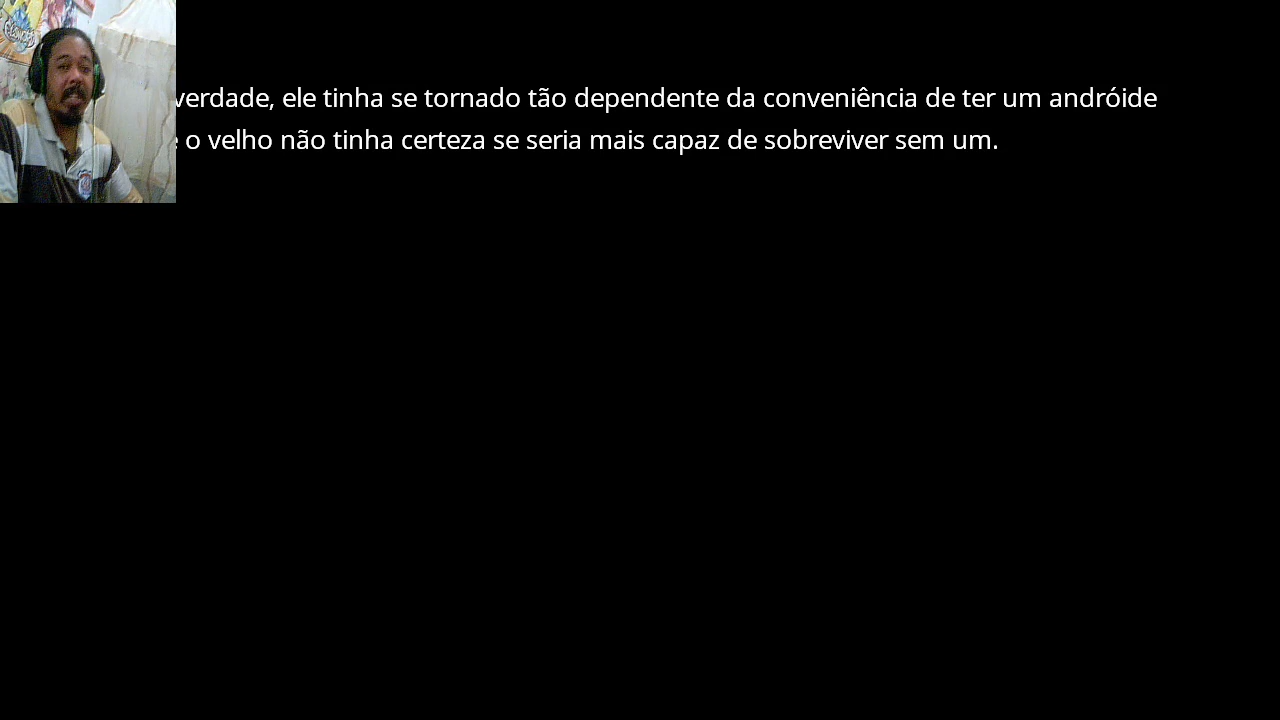 verdade, ele tinha se tornado tão dependente da conveniência de ter um andróide
o velho não tinha certeza se seria mais capaz de sobreviver sem um.